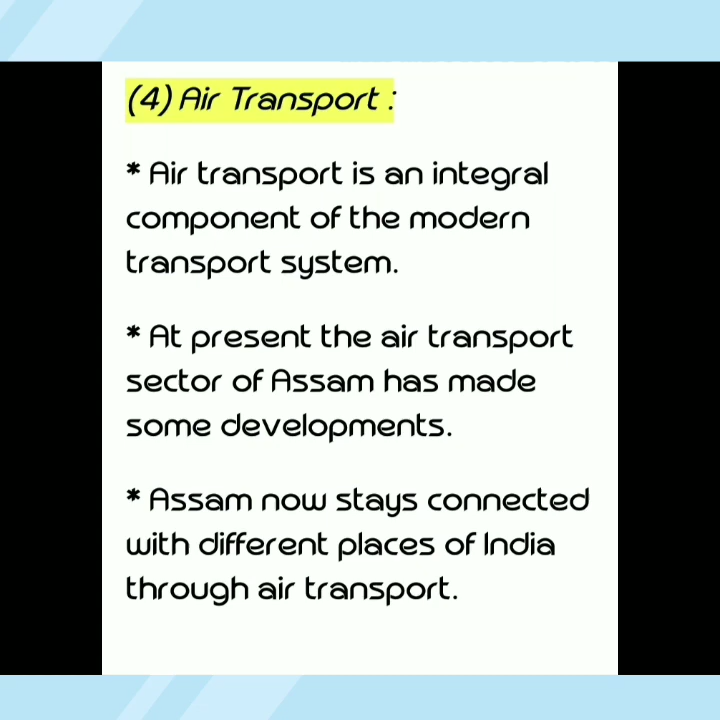 (4) Air Transport :
* Air transport is an integral
component of the modern
transport system.
* At present the air transport
sector of Assam has made
some developments.
* Assam now stays connected
with different places of India
through air transport.